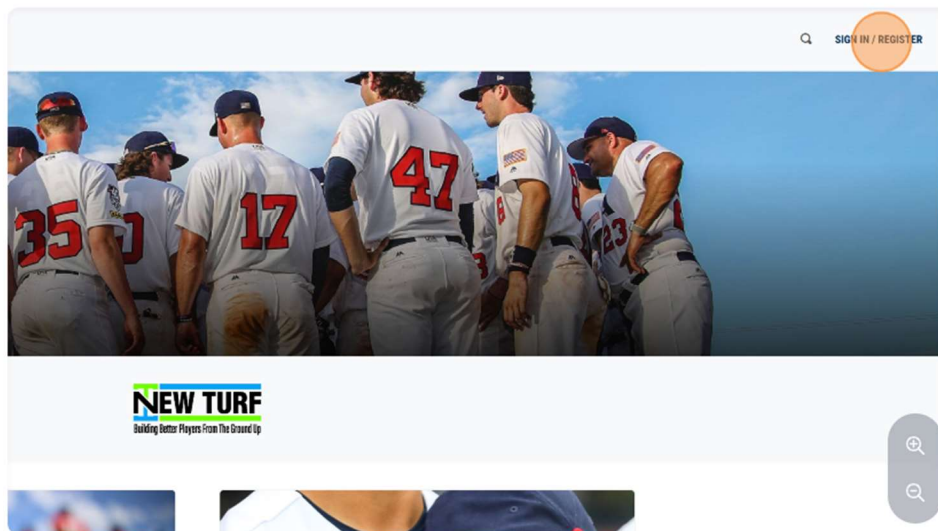 SIGN IN / REGISTER
35
17
47
23
NEW TURF
Building Better Players From The Ground Up